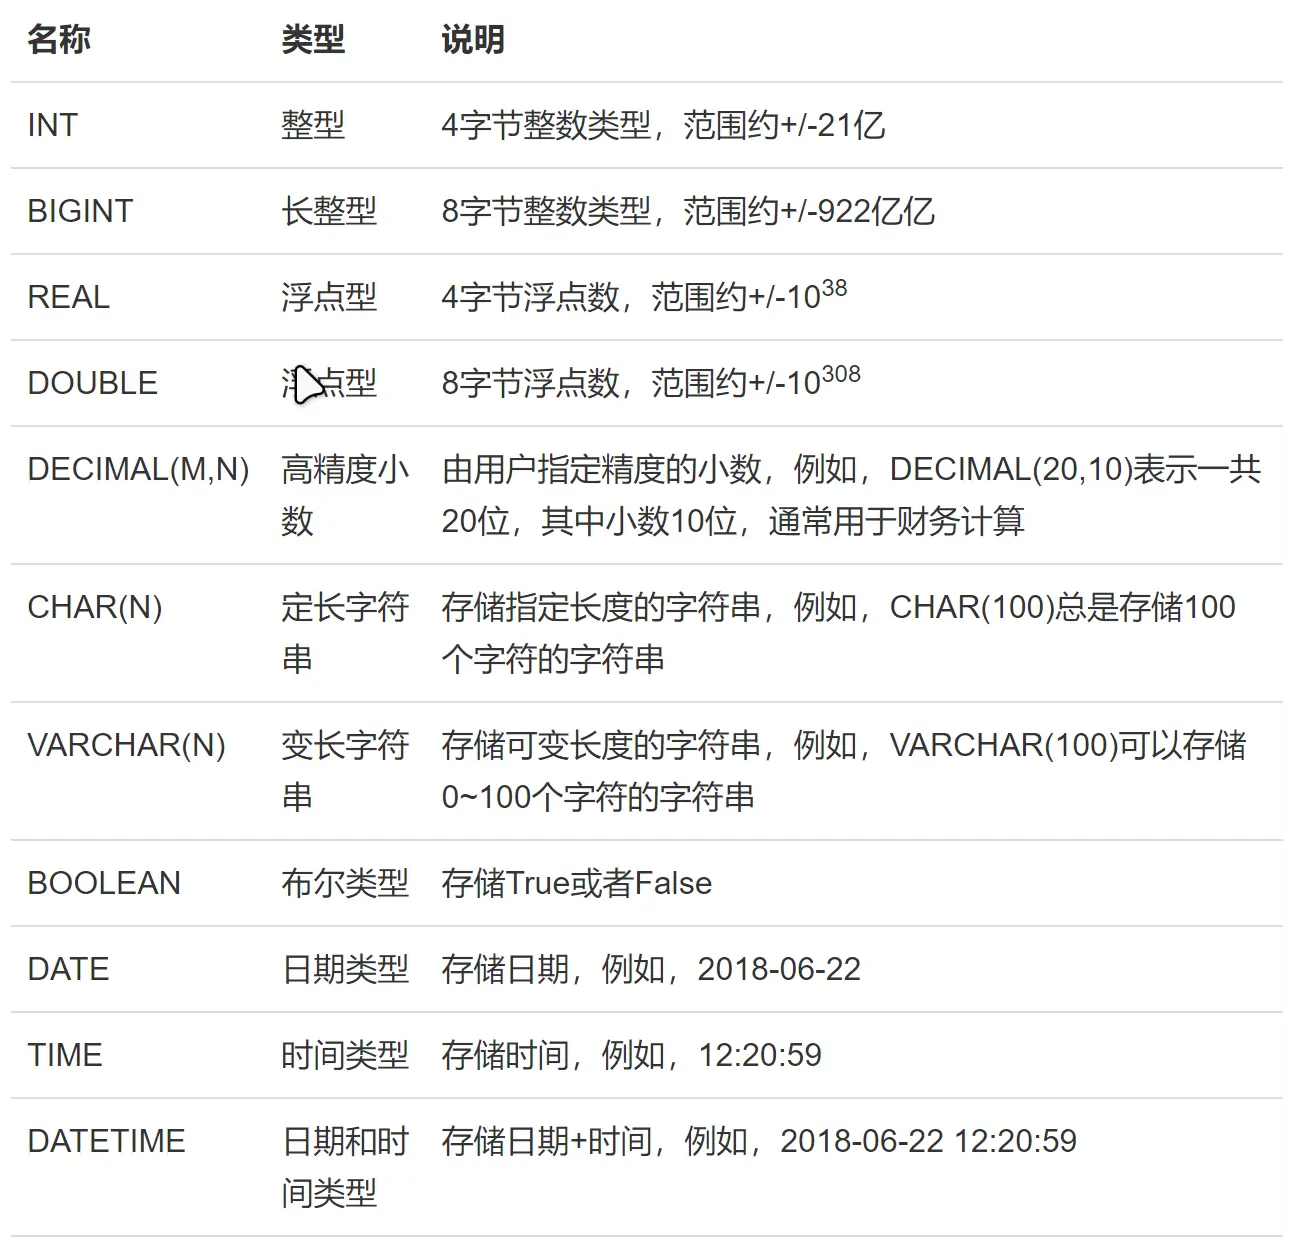 名称 类型 说明
INT 整型 4字节整数类型，范围约+/-21亿
BIGINT 长整型 8字节整数类型，范围约+/-922亿亿
REAL 浮点型 4字节浮点数，范围约+/-10³⁸
DOUBLE 浮点型 8字节浮点数，范围约+/-10³⁰⁸
DECIMAL(M,N) 高精度小 由用户指定精度的小数，例如，DECIMAL(20,10)表示一共
数 20位，其中小数10位，通常用于财务计算
CHAR(N) 定长字符 存储指定长度的字符串，例如，CHAR(100)总是存储100
串 个字符的字符串
VARCHAR(N) 变长字符 存储可变长度的字符串，例如，VARCHAR(100)可以存储
串 0~100个字符的字符串
BOOLEAN 布尔类型 存储True或者False
DATE 日期类型 存储日期，例如，2018-06-22
TIME 时间类型 存储时间，例如，12:20:59
DATETIME 日期和时 存储日期+时间，例如，2018-06-22 12:20:59
间类型